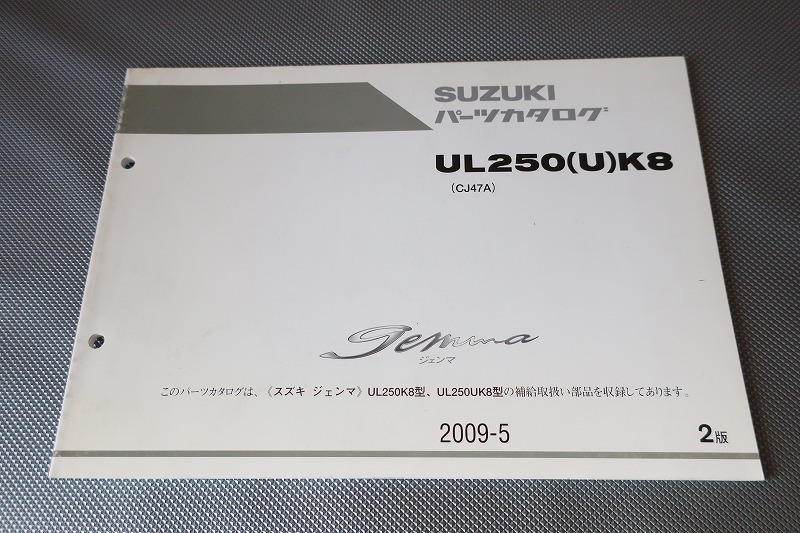 SUZUKI
パーツカタログ
UL250(U)K8
(CJ47A)
Gemma
ジェンマ
このパーツカタログは、《スズキ ジェンマ》UL250K8型、UL250UK8型の補給取扱い部品を収録してあります。
2009-5
2版